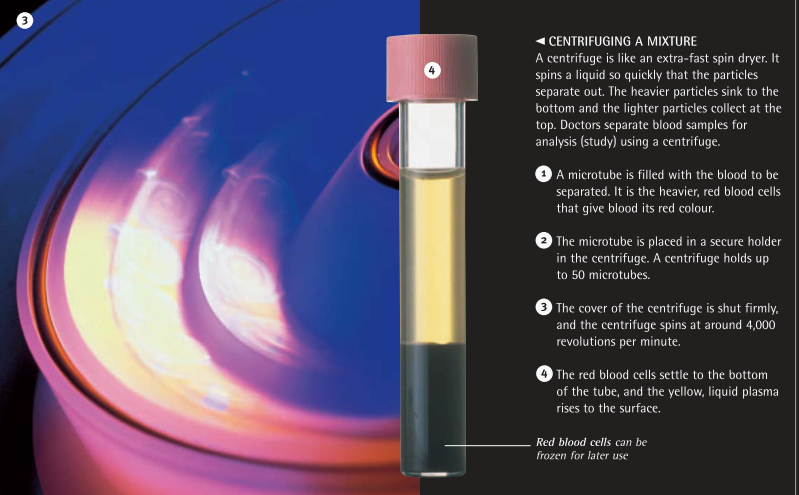 3
4
◄ CENTRIFUGING A MIXTURE
A centrifuge is like an extra-fast spin dryer. It
spins a liquid so quickly that the particles
separate out. The heavier particles sink to the
bottom and the lighter particles collect at the
top. Doctors separate blood samples for
analysis (study) using a centrifuge.
1 A microtube is filled with the blood to be
separated. It is the heavier, red blood cells
that give blood its red colour.
2 The microtube is placed in a secure holder
in the centrifuge. A centrifuge holds up
to 50 microtubes.
3 The cover of the centrifuge is shut firmly,
and the centrifuge spins at around 4,000
revolutions per minute.
4 The red blood cells settle to the bottom
of the tube, and the yellow, liquid plasma
rises to the surface.
Red blood cells can be
frozen for later use